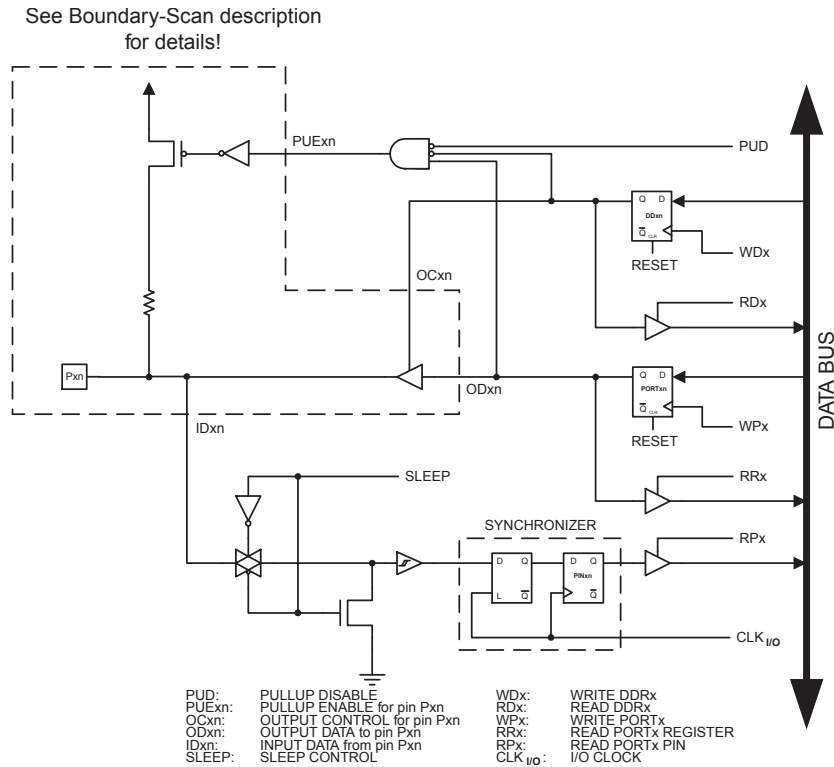 See Boundary-Scan description
for details!
PUExn
PUD
Q D
DDxn
Q CLR
WDx
RESET
OCxn
RDx
Pxn
ODxn
Q D
PORTxn
Q CLR
WPx
RESET
IDxn
SLEEP
RRx
SYNCHRONIZER
RPx
D Q
L Q
D Q
PINxn
Q
CLK I/O
DATA BUS
PUD: PULLUP DISABLE
PUExn: PULLUP ENABLE for pin Pxn
OCxn: OUTPUT CONTROL for pin Pxn
ODxn: OUTPUT DATA to pin Pxn
IDxn: INPUT DATA from pin Pxn
SLEEP: SLEEP CONTROL
WDx: WRITE DDRx
RDx: READ DDRx
WPx: WRITE PORTx
RRx: READ PORTx REGISTER
RPx: READ PORTx PIN
CLK I/O: I/O CLOCK